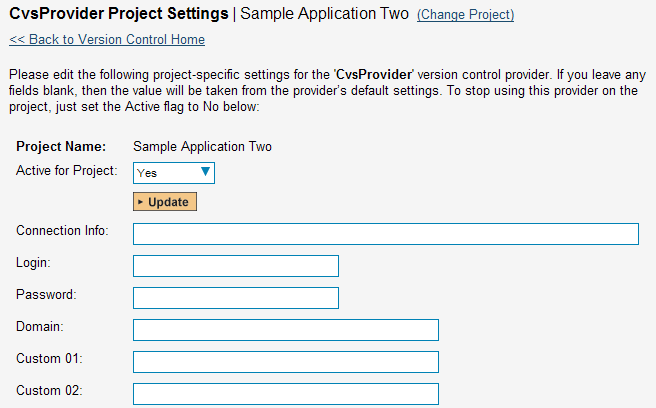 CvsProvider Project Settings | Sample Application Two (Change Project)
<< Back to Version Control Home
Please edit the following project-specific settings for the 'CvsProvider' version control provider. If you leave any
fields blank, then the value will be taken from the provider's default settings. To stop using this provider on the
project, just set the Active flag to No below:
Project Name: Sample Application Two
Active for Project: Yes
Update
Connection Info:
Login:
Password:
Domain:
Custom 01:
Custom 02: